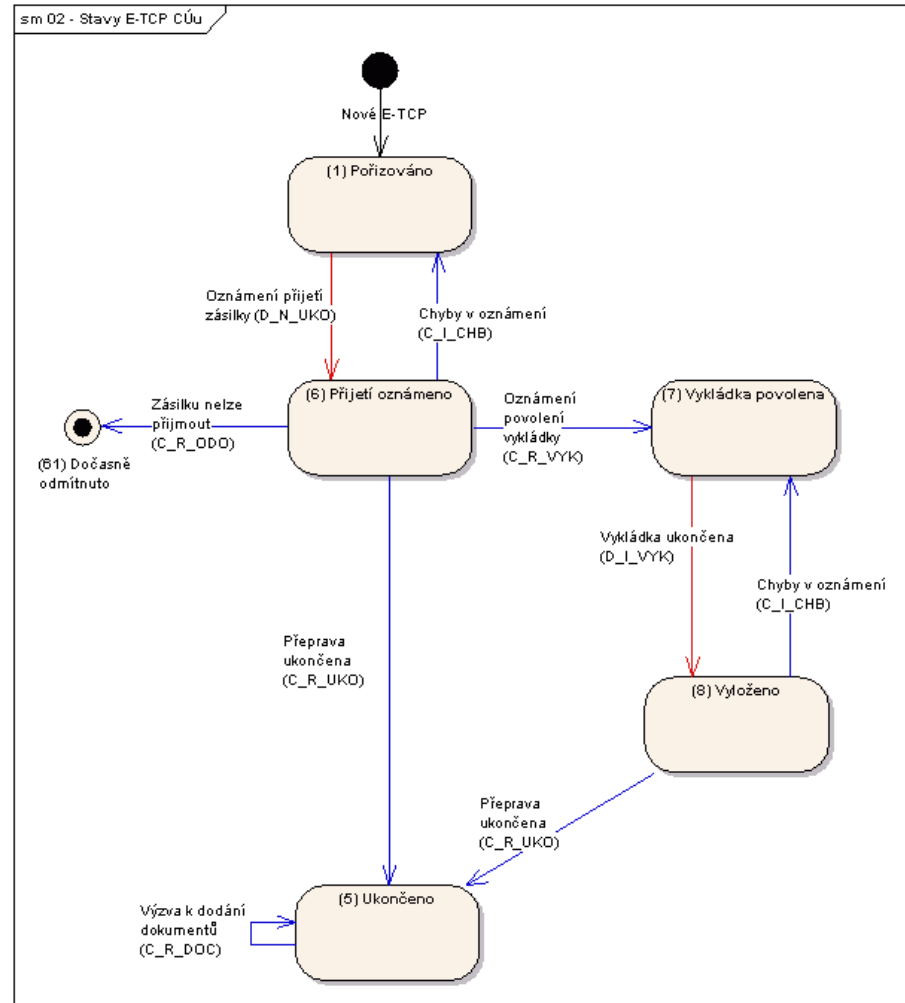 sm 02 - Stavy E-TCP CÚu
Nové E-TCP
(1) Pořizováno
Oznámení přijetí
zásilky (D_N_UKO)
Chyby v oznámení
(C_I_CHB)
(6) Přijetí oznámeno
Zásilku nelze
přijmout
(C_R_ODO)
(61) Dočasně
odmítnuto
Oznámení
povolení
vykládky
(C_R_VYK)
(7) Vykládka povolena
Vykládka ukončena
(D_I_VYK)
Chyby v oznámení
(C_I_CHB)
Přeprava
ukončena
(C_R_UKO)
(8) Vyloženo
Přeprava
ukončena
(C_R_UKO)
(5) Ukončeno
Výzva k dodání
dokumentů
(C_R_DOC)